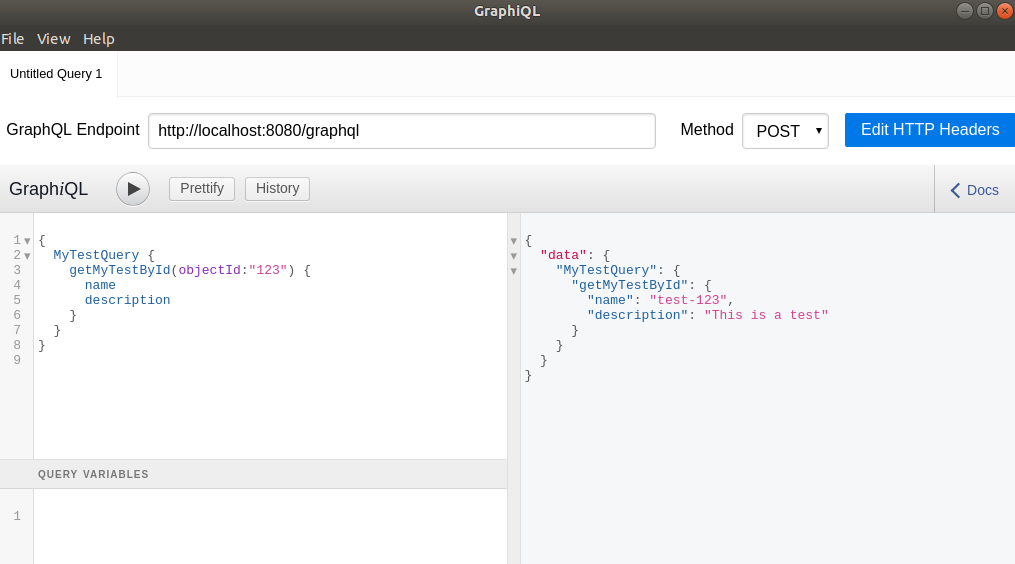 GraphiQL
File View Help
Untitled Query 1
GraphQL Endpoint http://localhost:8080/graphql Method POST Edit HTTP Headers
GraphiQL Prettify History Docs
1 {
2   MyTestQuery {
3     getMyTestById(objectId:"123") {
4       name
5       description
6     }
7   }
8 }
9
QUERY VARIABLES
1
{
  "data": {
    "MyTestQuery": {
      "getMyTestById": {
        "name": "test-123",
        "description": "This is a test"
      }
    }
  }
}